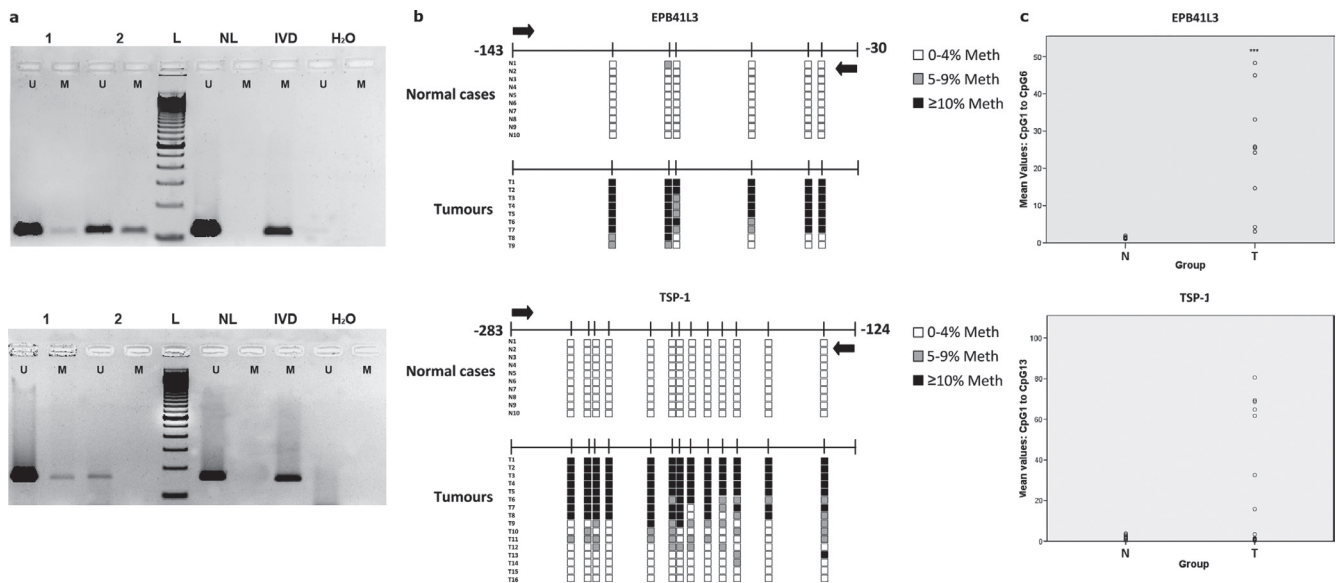 a
1 2 L NL IVD H₂O
U M U M U M U M U M
1 2 L NL IVD H₂O
U M U M U M U M U M
b
EPB41L3
-143 -30
N1
N2
N3
N4
N5
N6
N7
N8
N9
N10
Normal cases
0-4% Meth
5-9% Meth
≥10% Meth
T1
T2
T3
T4
T5
T6
T7
T8
T9
Tumours
TSP-1
-283 -124
N1
N2
N3
N4
N5
N6
N7
N8
N9
N10
Normal cases
0-4% Meth
5-9% Meth
≥10% Meth
T1
T2
T3
T4
T5
T6
T7
T8
T9
T10
T11
T12
T13
T14
T15
T16
Tumours
c
EPB41L3
Mean Values: CpG1 to CpG6
60
50
40
30
20
10
0
***
N T
Group
TSP-1
Mean values: CpG1 to CpG13
100
80
60
40
20
0
N T
Group